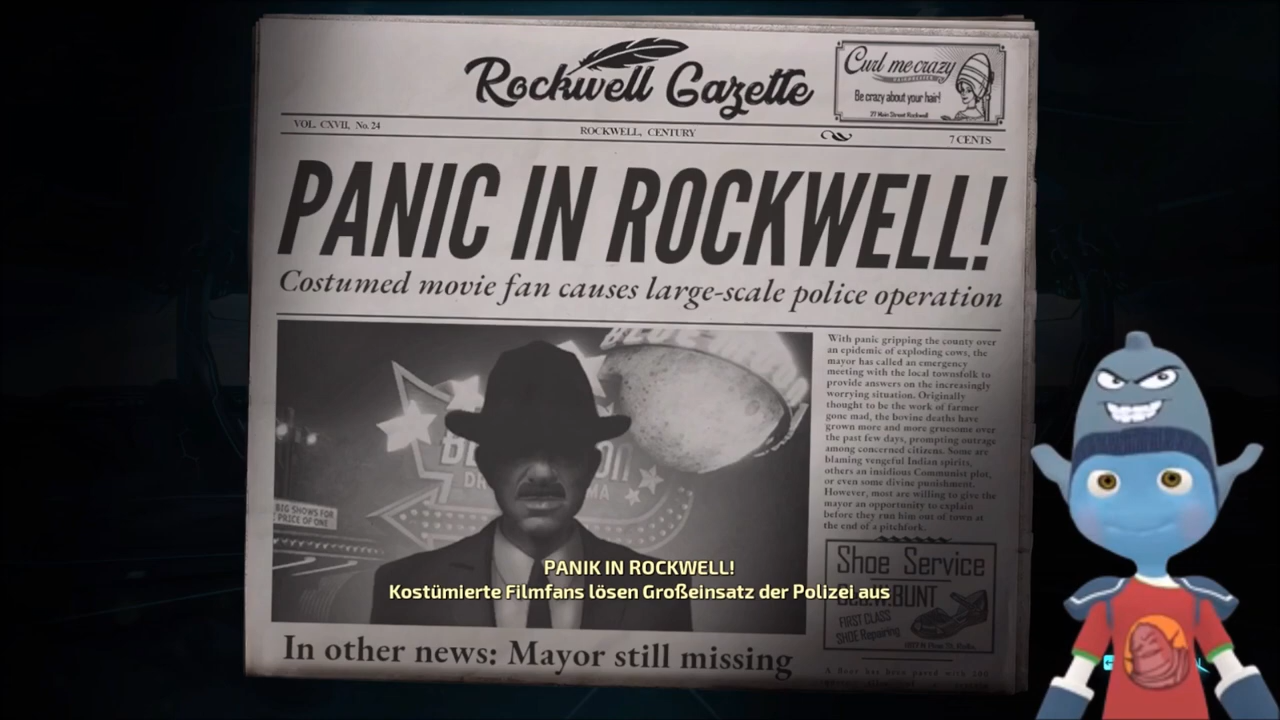 Rockwell Gazette
Curl me crazy
HAIRDRESSER
Be crazy about your hair!
27 Main Street Rockwell
VOL. CXVII, No. 24
ROCKWELL, CENTURY
7 CENTS
PANIC IN ROCKWELL!
Costumed movie fan causes large-scale police operation
With panic gripping the county over
an epidemic of exploding cows, the
mayor has called an emergency
meeting with the local townsfolk to
provide answers on the increasingly
worrying situation. Originally
thought to be the work of farmer
gone mad, the bovine deaths have
grown more and more gruesome over
the past few days, prompting outrage
among concerned citizens. Some are
blaming vengeful Indian spirits,
others an insidious Communist plot,
or even some divine punishment.
However, most are willing to give the
mayor an opportunity to explain
before they run him out of town at
the end of a pitchfork.
BIG SHOWS FOR
PRICE OF ONE
PANIK IN ROCKWELL!
Kostümierte Filmfans lösen Großeinsatz der Polizei aus
Shoe Service
BUNT
FIRST CLASS
SHOE Repairing
In other news: Mayor still missing